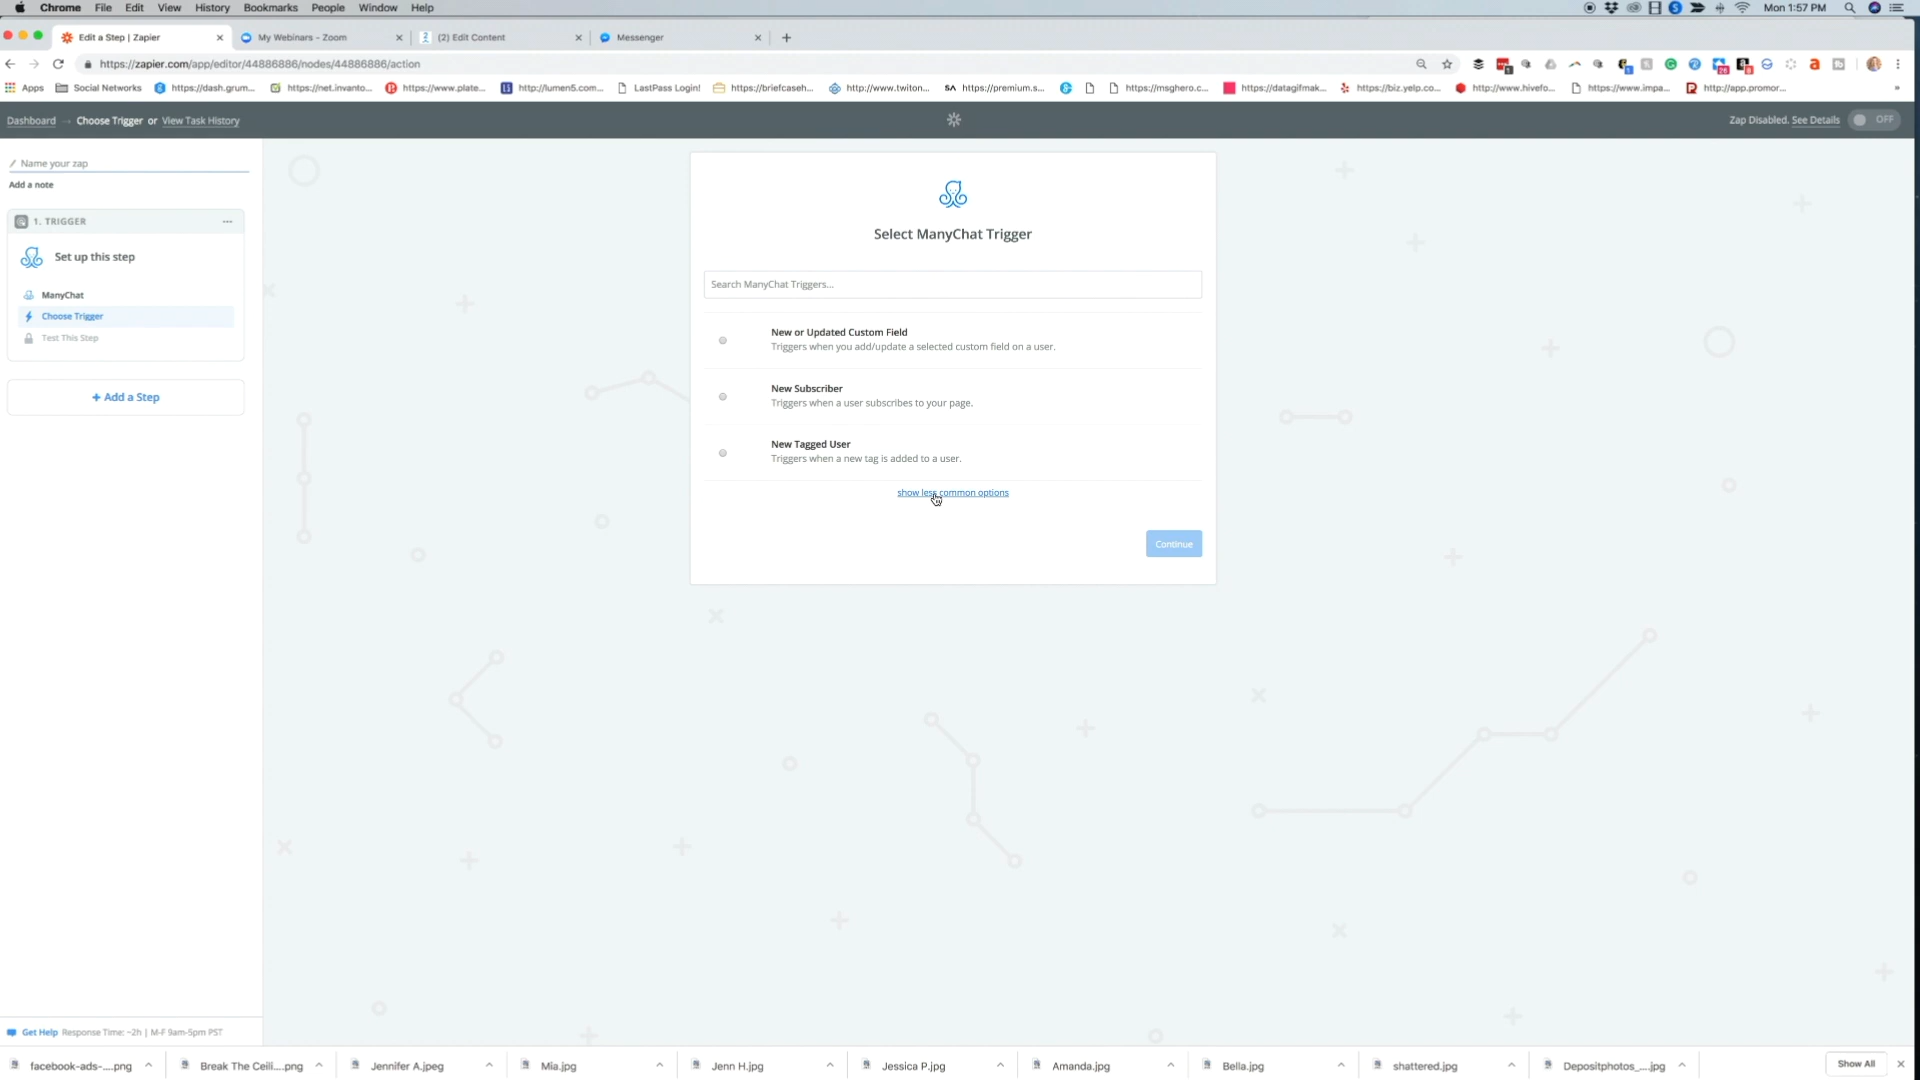 Chrome File Edit View History Bookmarks People Window Help Mon 1:57 PM
Edit a Step | Zapier My Webinars - Zoom (2) Edit Content Messenger
https://zapier.com/app/editor/44886886/nodes/44886886/action
Apps Social Networks https://dash.grum... https://net.invanto... https://www.plate... http://lumen5.com... LastPass Login! https://briefcaseh... http://www.twiton... SA https://premium.s... https://msghero.c... https://datagifmak... https://biz.yelp.co... http://www.hivefo... https://www.impa... http://app.promor... »
Dashboard → Choose Trigger or View Task History Zap Disabled. See Details OFF
Name your zap
Add a note
1. TRIGGER
Set up this step
ManyChat
Choose Trigger
Test This Step
+ Add a Step
Select ManyChat Trigger
Search ManyChat Triggers...
New or Updated Custom Field
Triggers when you add/update a selected custom field on a user.
New Subscriber
Triggers when a user subscribes to your page.
New Tagged User
Triggers when a new tag is added to a user.
show less common options
Continue
Get Help Response Time: ~2h | M-F 9am-5pm PST
facebook-ads-....png Break The Ceili....png Jennifer A.jpeg Mia.jpg Jenn H.jpg Jessica P.jpg Amanda.jpg Bella.jpg shattered.jpg Depositphotos_....jpg Show All